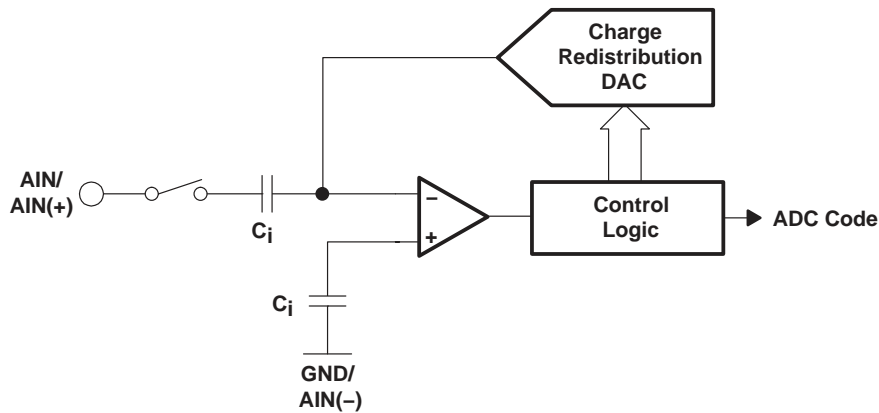 Charge
Redistribution
DAC
AIN/
AIN(+)
Ci
−
+
Control
Logic
ADC Code
Ci
GND/
AIN(−)